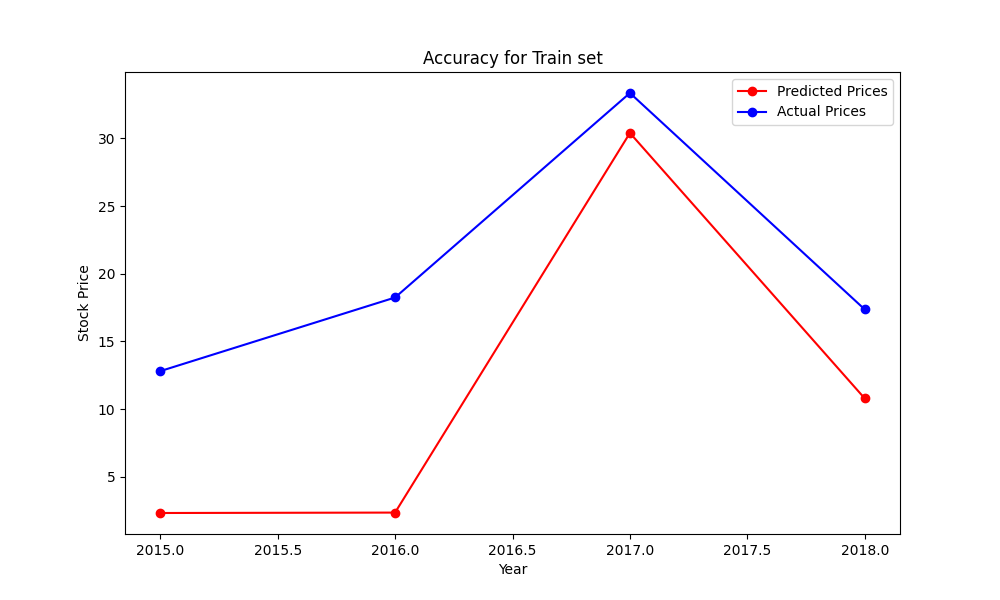 Accuracy for Train set
Predicted Prices
Actual Prices
30
25
20
15
10
5
Stock Price
2015.0 2015.5 2016.0 2016.5 2017.0 2017.5 2018.0
Year